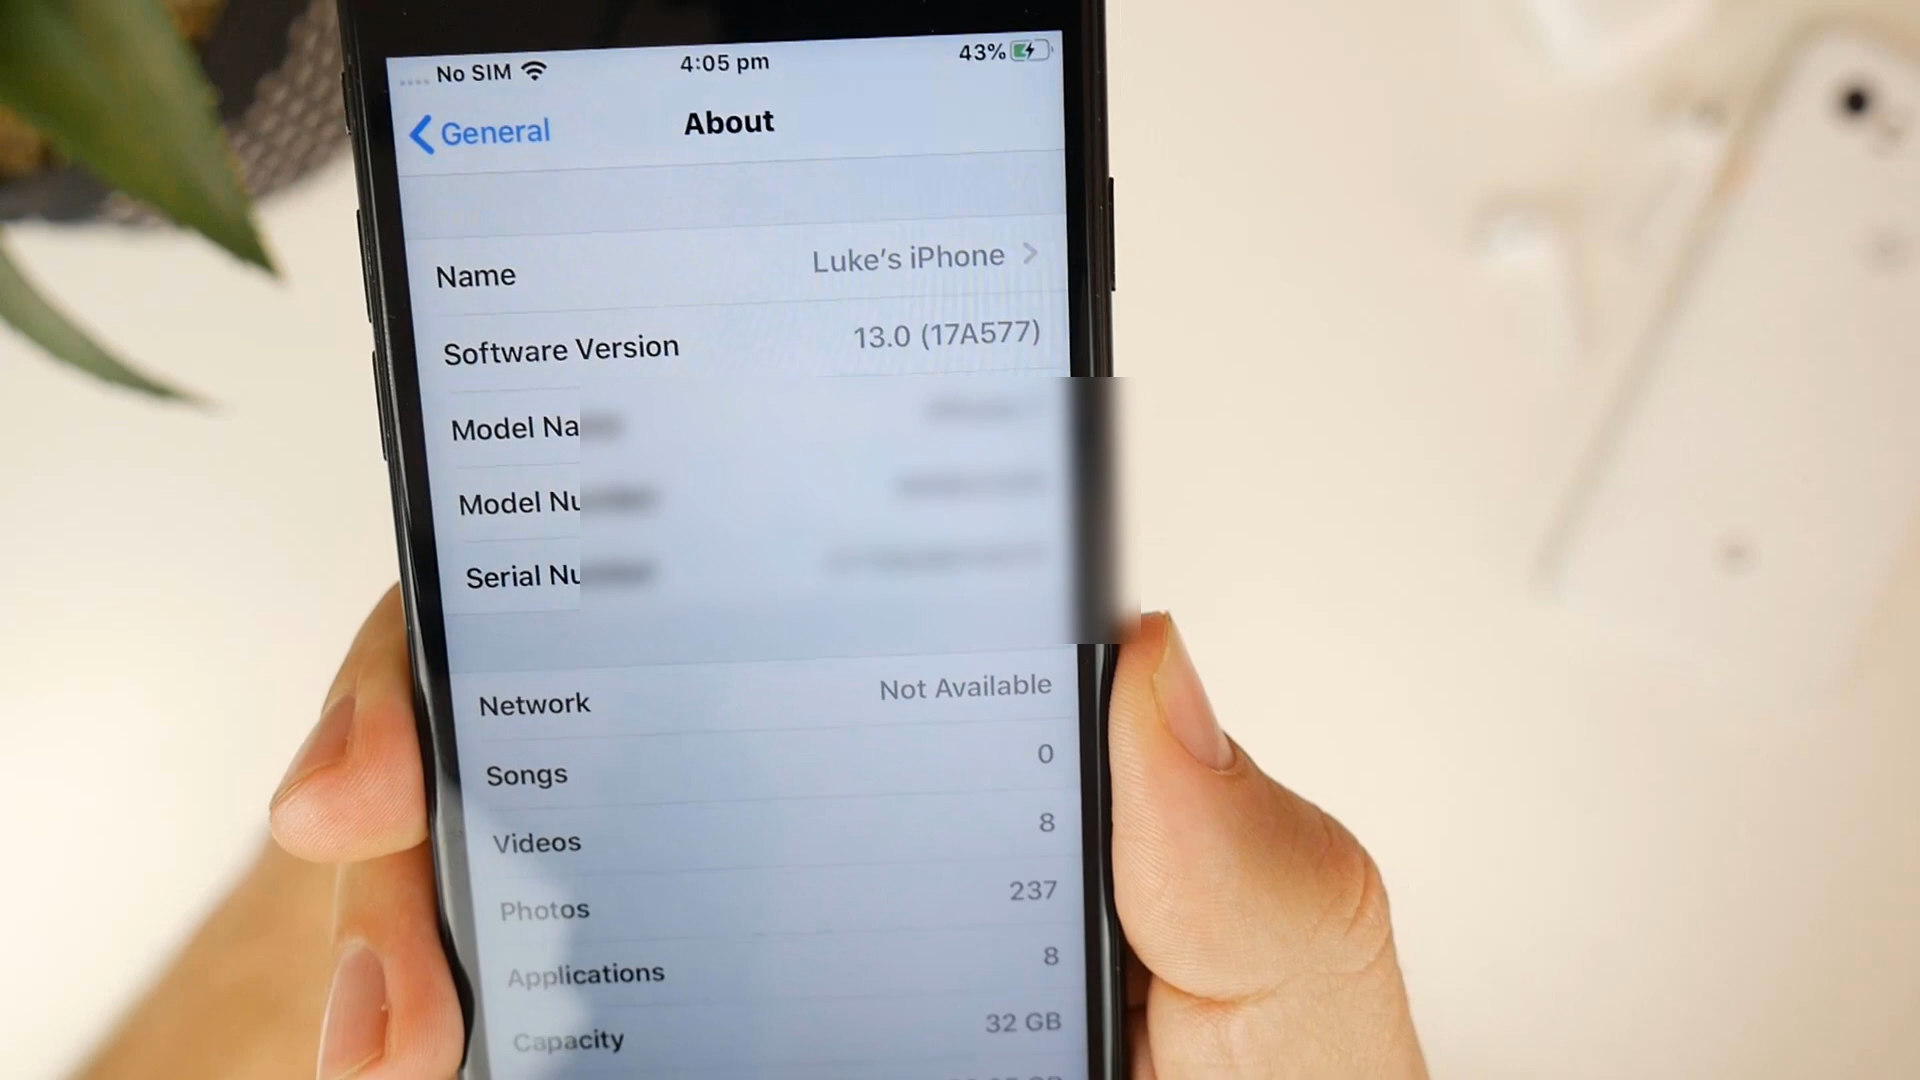 No SIM 4:05 pm 43%
General About
Name Luke's iPhone
Software Version 13.0 (17A577)
Model Na
Model Nu
Serial Nu
Network Not Available
Songs 0
Videos 8
Photos 237
Applications 8
Capacity 32 GB
GB